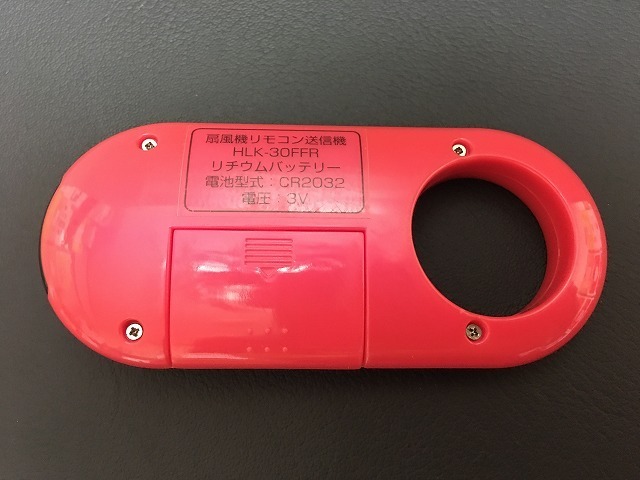 扇風機リモコン送信機
HLK-30FFR
リチウムバッテリー
電池型式：CR2032
電圧：3V